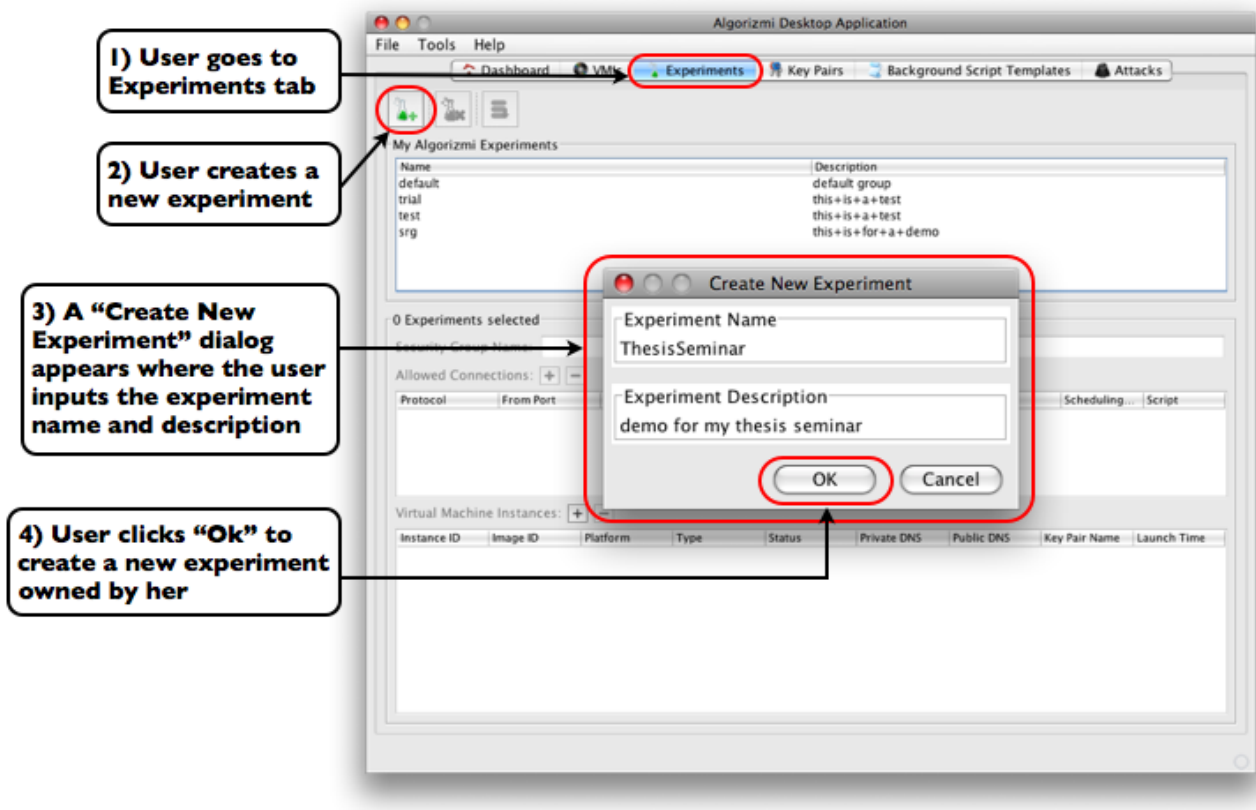 1) User goes to
Experiments tab
2) User creates a
new experiment
3) A “Create New
Experiment” dialog
appears where the user
inputs the experiment
name and description
4) User clicks “Ok” to
create a new experiment
owned by her
Algorizmi Desktop Application
File Tools Help
Dashboard VMs Experiments Key Pairs Background Script Templates Attacks
My Algorizmi Experiments
Name Description
default default group
trial this+is+a+test
test this+is+a+test
srg this+is+for+a+demo
Create New Experiment
Experiment Name
ThesisSeminar
Experiment Description
demo for my thesis seminar
OK Cancel
0 Experiments selected
Security Group Name:
Allowed Connections: + −
Protocol From Port Scheduling... Script
Virtual Machine Instances: + −
Instance ID Image ID Platform Type Status Private DNS Public DNS Key Pair Name Launch Time